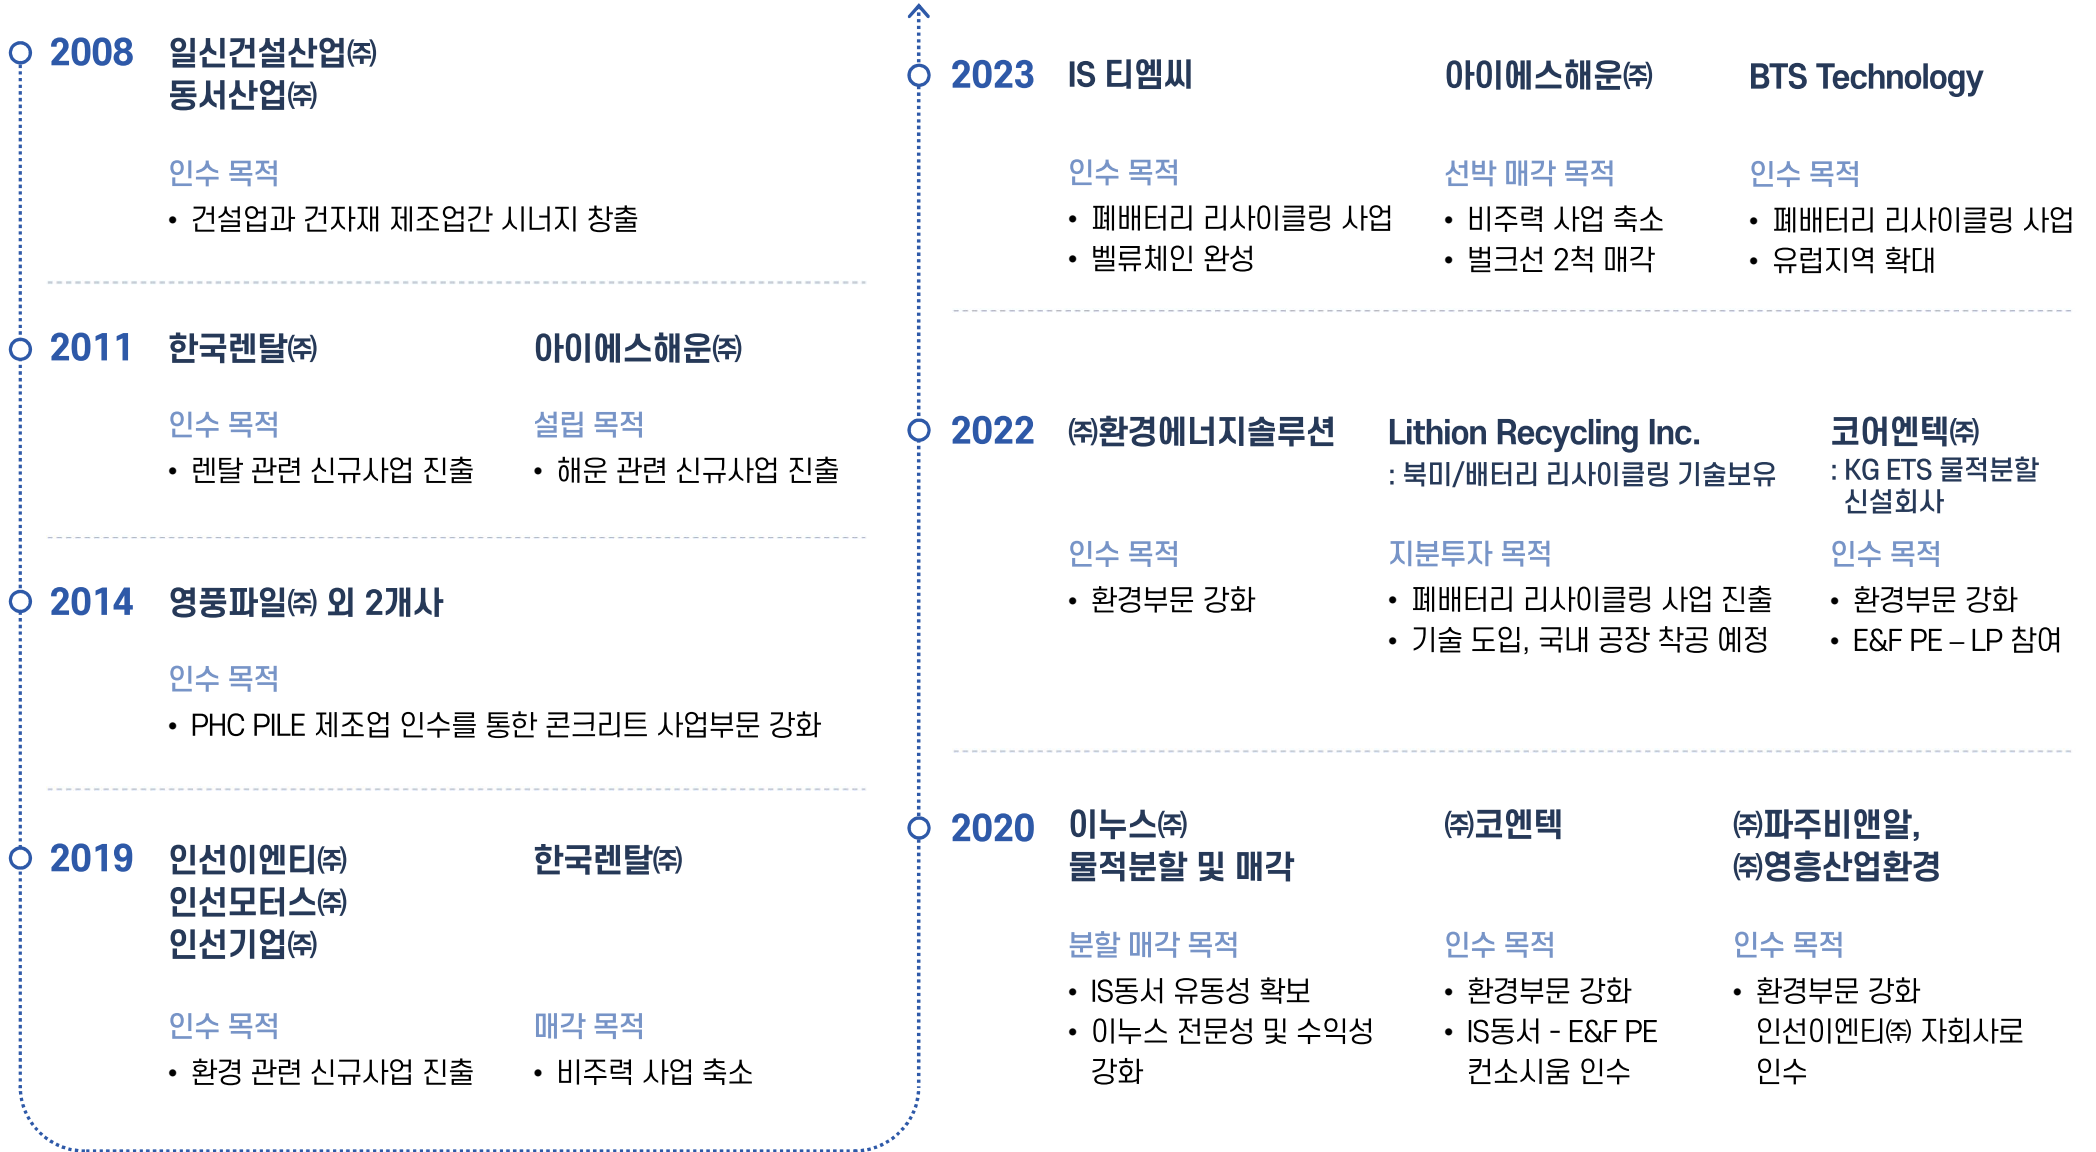 2008
일신건설산업㈜
동서산업㈜
인수 목적
• 건설업과 건자재 제조업간 시너지 창출
2011
한국렌탈㈜
인수 목적
• 렌탈 관련 신규사업 진출
아이에스해운㈜
설립 목적
• 해운 관련 신규사업 진출
2014
영풍파일㈜ 외 2개사
인수 목적
• PHC PILE 제조업 인수를 통한 콘크리트 사업부문 강화
2019
인선이엔티㈜
인선모터스㈜
인선기업㈜
인수 목적
• 환경 관련 신규사업 진출
한국렌탈㈜
매각 목적
• 비주력 사업 축소
2020
이누스㈜
물적분할 및 매각
분할 매각 목적
• IS동서 유동성 확보
• 이누스 전문성 및 수익성
강화
㈜코엔텍
인수 목적
• 환경부문 강화
• IS동서 - E&F PE
컨소시움 인수
㈜파주비앤알,
㈜영흥산업환경
인수 목적
• 환경부문 강화
인선이엔티㈜ 자회사로
인수
2022
㈜환경에너지솔루션
인수 목적
• 환경부문 강화
Lithion Recycling Inc.
: 북미/배터리 리사이클링 기술보유
지분투자 목적
• 폐배터리 리사이클링 사업 진출
• 기술 도입, 국내 공장 착공 예정
코어엔텍㈜
: KG ETS 물적분할
신설회사
인수 목적
• 환경부문 강화
• E&F PE – LP 참여
2023
IS 티엠씨
인수 목적
• 폐배터리 리사이클링 사업
• 벨류체인 완성
아이에스해운㈜
선박 매각 목적
• 비주력 사업 축소
• 벌크선 2척 매각
BTS Technology
인수 목적
• 폐배터리 리사이클링 사업
• 유럽지역 확대